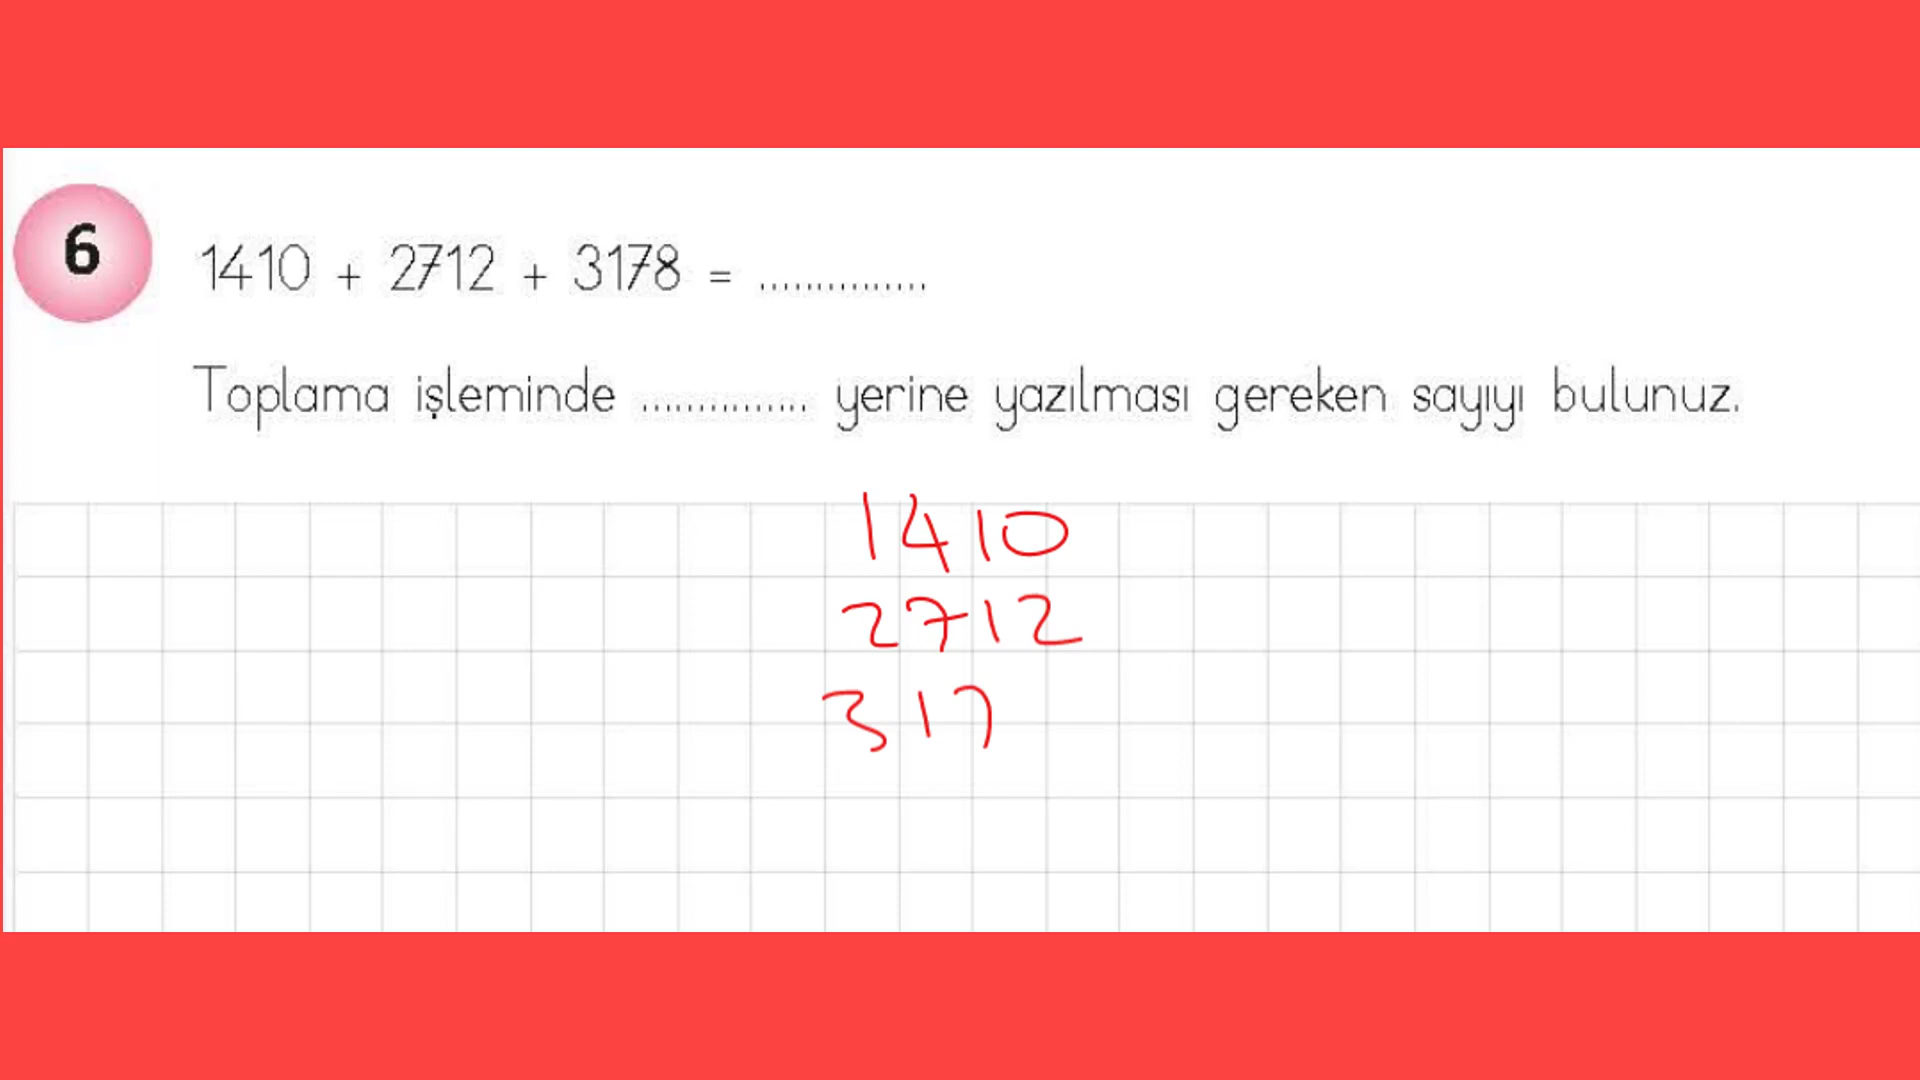 6
1410 + 2712 + 3178 = ...............
Toplama işleminde ............... yerine yazılması gereken sayıyı bulunuz.
1410
2712
317